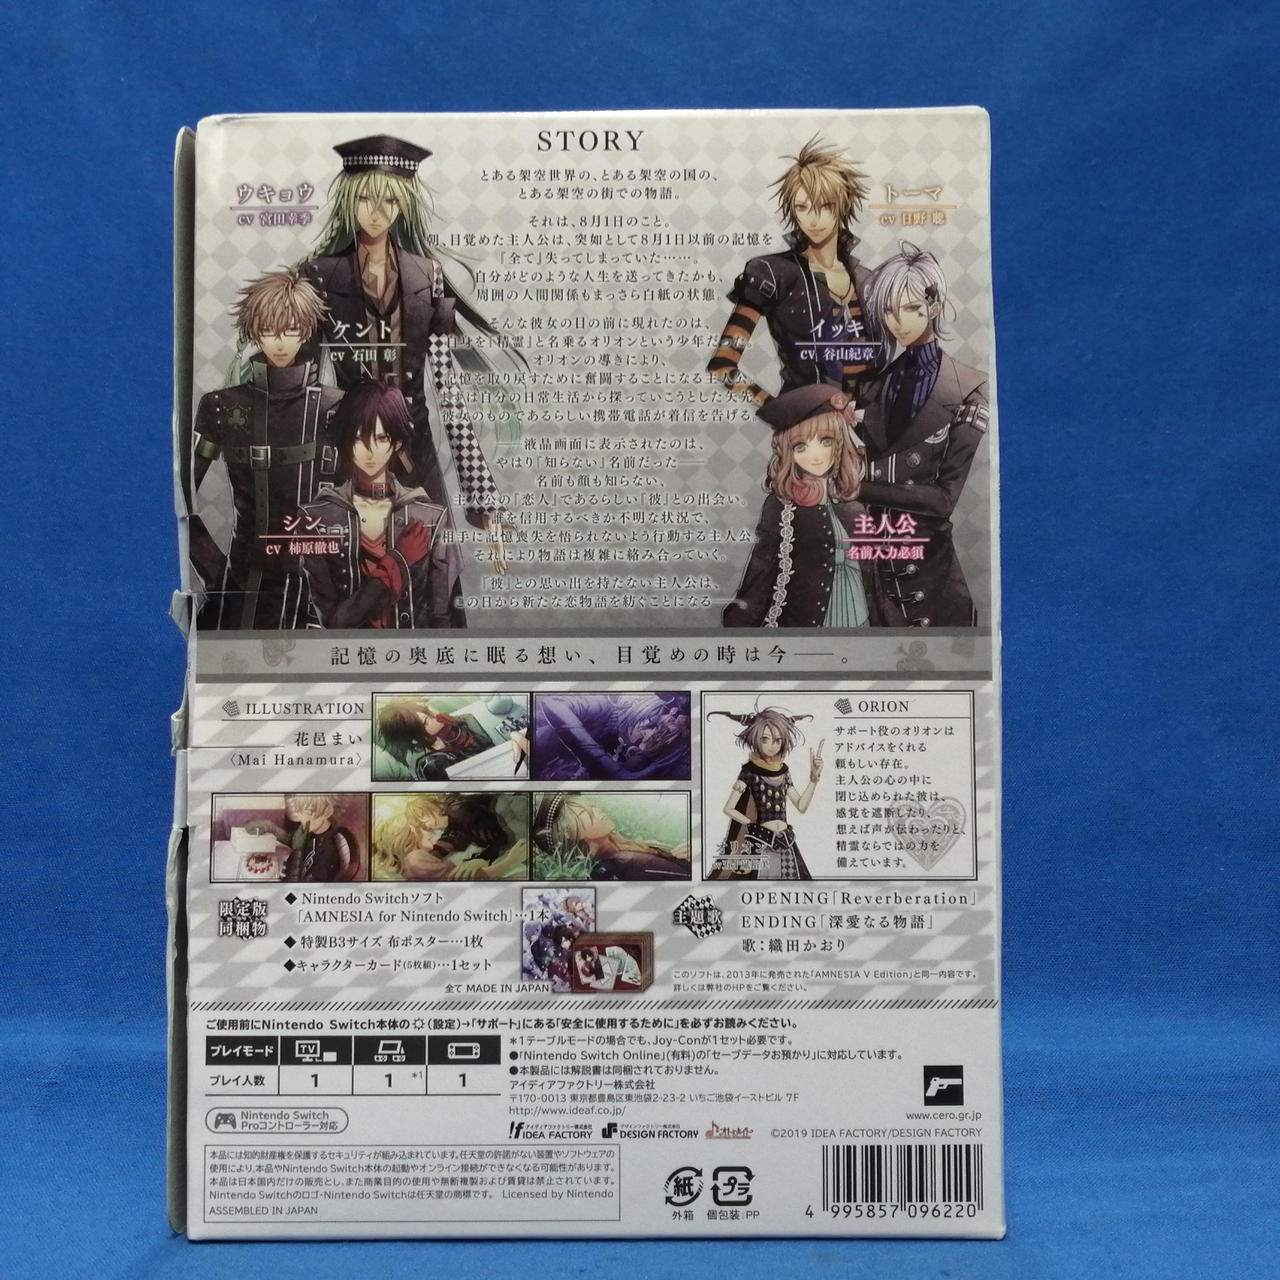 STORY
とある架空世界の、とある架空の国の、
とある架空の街での物語。
それは、8月1日のこと。
朝、目覚めた主人公は、突如として8月1日以前の記憶を
「全て」失ってしまっていた……。
自分がどのような人生を送ってきたかも、
周囲の人間関係もまっさら白紙の状態。
そんな彼女の目の前に現れたのは、
自身を『精霊』と名乗るオリオンという少年だった。
オリオンの導きにより、
記憶を取り戻すために奮闘することになる主人公。
まずは自分の日常生活から探っていこうとした矢先、
彼女のものであるらしい携帯電話が着信を告げる。
――液晶画面に表示されたのは、
やはり『知らない』名前だった――
名前も顔も知らない、
主人公の『恋人』であるらしい『彼』との出会い。
誰を信用するべきか不明な状況で、
相手に記憶喪失を悟られないよう行動する主人公。
それにより物語は複雑に絡み合っていく。
『彼』との思い出を持たない主人公は、
この日から新たな恋物語を紡ぐことになる――
ウキョウ
cv 宮田幸季
ケント
cv 石田 彰
シン
cv 柿原徹也
トーマ
cv 日野 聡
イッキ
cv 谷山紀章
主人公
名前入力必須
記憶の奥底に眠る想い、目覚めの時は今――。
ILLUSTRATION
花邑まい
〈Mai Hanamura〉
ORION
サポート役のオリオンは
アドバイスをくれる
頼もしい存在。
主人公の心の中に
閉じ込められた彼は、
感覚を遮断したり、
想えば声が伝わったりと、
精霊ならではの力を
備えています。
オリオン
限定版
同梱物
◆ Nintendo Switchソフト
「AMNESIA for Nintendo Switch」…1本
◆ 特製B3サイズ 布ポスター…1枚
◆キャラクターカード(5枚組)…1セット
全て MADE IN JAPAN
主題歌
OPENING「Reverberation」
ENDING「深愛なる物語」
歌：織田かおり
このソフトは、2013年に発売された「AMNESIA V Edition」と同一内容です。
詳しくは弊社のHPをご覧ください。
ご使用前にNintendo Switch本体の(設定)→「サポート」にある「安全に使用するために」を必ずお読みください。
プレイモード TV
プレイ人数 1 1 *1 1
*1テーブルモードの場合でも、Joy-Conが1セット必要です。
●「Nintendo Switch Online」(有料)の「セーブデータお預かり」に対応しています。
●本製品には解説書は同梱されておりません。
アイディアファクトリー株式会社
〒170-0013 東京都豊島区東池袋2-23-2 いちご池袋イーストビル 7F
http://www.ideaf.co.jp/
Nintendo Switch
Proコントローラー対応
アイディアファクトリー株式会社
IDEA FACTORY
デザインファクトリー株式会社
DESIGN FACTORY
オトメイト
www.cero.gr.jp
©2019 IDEA FACTORY/DESIGN FACTORY
本品には知的財産権を保護するセキュリティが組み込まれています。任天堂の許諾がない装置やソフトウェアの
使用により、本品やNintendo Switch本体の起動やオンライン接続ができなくなる可能性があります。
本品は日本国内だけの販売とし、また商業目的の使用や無断複製および賃貸は禁止されています。
Nintendo Switchのロゴ・Nintendo Switchは任天堂の商標です。 Licensed by Nintendo
ASSEMBLED IN JAPAN
紙
外箱
プラ
個包装：PP
4 995857 096220